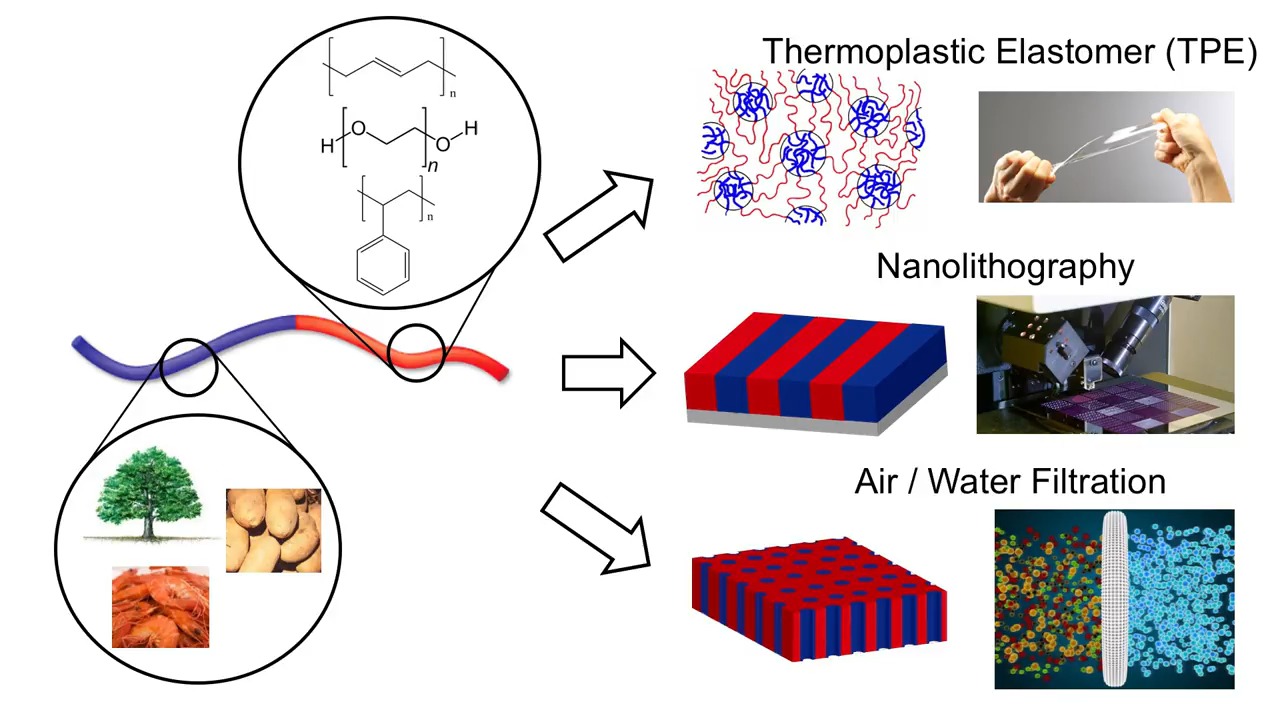 Thermoplastic Elastomer (TPE)
n
H
O
O
H
n
n
Nanolithography
Air / Water Filtration